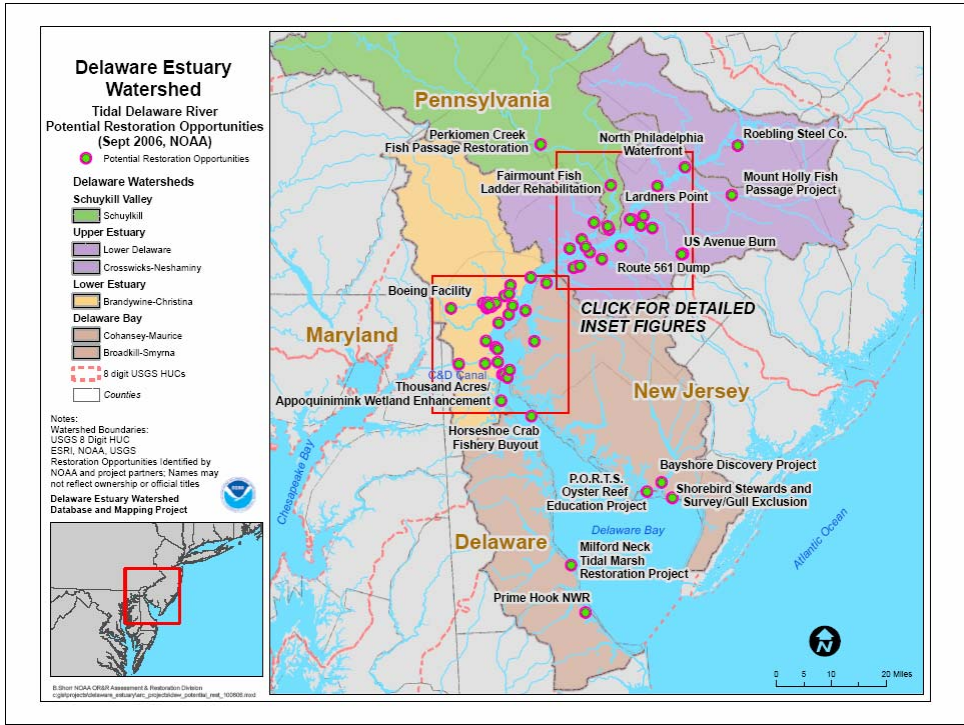 Delaware Estuary
Watershed
Tidal Delaware River
Potential Restoration Opportunities
(Sept 2006, NOAA)
Potential Restoration Opportunities
Delaware Watersheds
Schuykill Valley
Schuylkill
Upper Estuary
Lower Delaware
Crosswicks-Neshaminy
Lower Estuary
Brandywine-Christina
Delaware Bay
Cohansey-Maurice
Broadkill-Smyrna
8 digit USGS HUCs
Counties
Notes:
Watershed Boundaries:
USGS 8 Digit HUC
ESRI, NOAA, USGS
Restoration Opportunities Identified by
NOAA and project partners; Names may
not reflect ownership or official titles
Delaware Estuary Watershed
Database and Mapping Project
B.Shorr NOAA OR&R Assessment & Restoration Division
Pennsylvania
Perkiomen Creek
Fish Passage Restoration
North Philadelphia
Waterfront
Roebling Steel Co.
Fairmount Fish
Ladder Rehabilitation
Lardners Point
Mount Holly Fish
Passage Project
US Avenue Burn
Route 561 Dump
Boeing Facility
CLICK FOR DETAILED
INSET FIGURES
Maryland
C&D Canal
Thousand Acres/
Appoquinimink Wetland Enhancement
New Jersey
Horseshoe Crab
Fishery Buyout
Chesapeake Bay
Bayshore Discovery Project
P.O.R.T.S.
Oyster Reef
Education Project
Shorebird Stewards and
Survey/Gull Exclusion
Delaware Bay
Atlantic Ocean
Delaware
Milford Neck
Tidal Marsh
Restoration Project
Prime Hook NWR
N
0 5 10 20 Miles